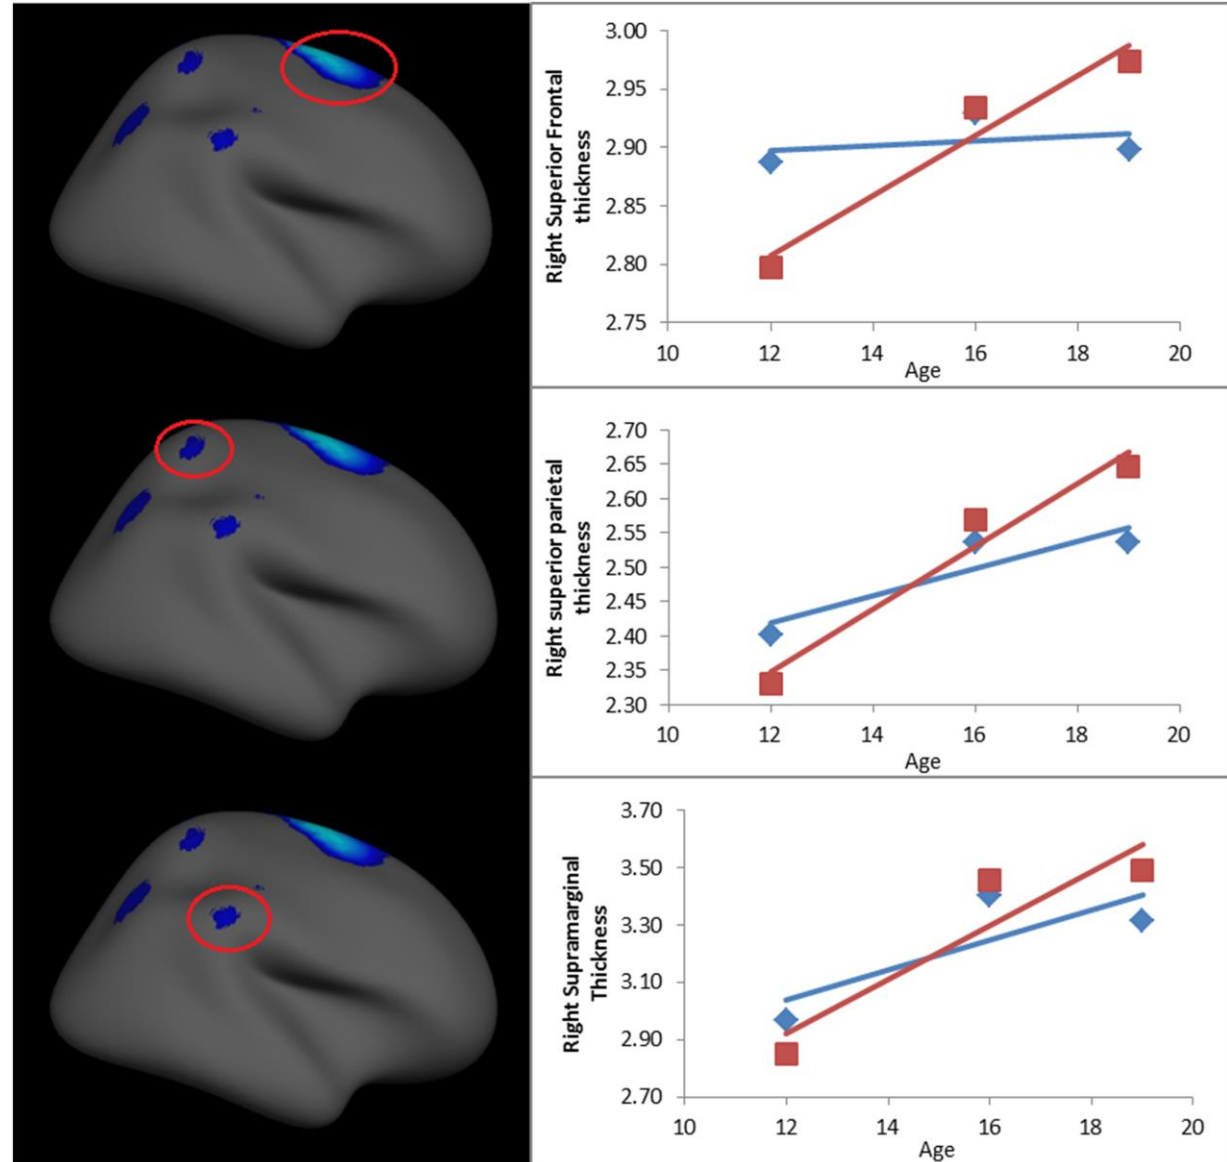 Right Superior Frontal
thickness
3.00
2.95
2.90
2.85
2.80
2.75
10 12 14 16 18 20
Age
Right superior parietal
thickness
2.70
2.65
2.60
2.55
2.50
2.45
2.40
2.35
2.30
10 12 14 16 18 20
Age
Right Supramarginal
Thickness
3.70
3.50
3.30
3.10
2.90
2.70
10 12 14 16 18 20
Age